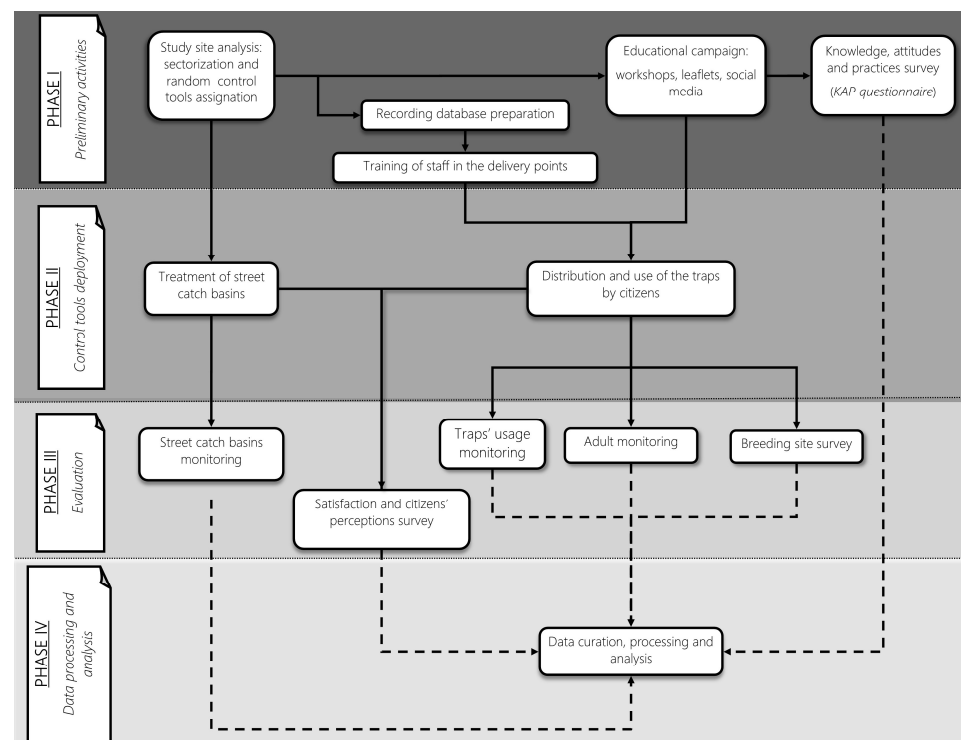 PHASE I
Preliminary activities
Study site analysis:
sectorization and
random control
tools assignation
Educational campaign:
workshops, leaflets, social
media
Knowledge, attitudes
and practices survey
(KAP questionnaire)
Recording database preparation
Training of staff in the delivery points
PHASE II
Control tools deployment
Treatment of street
catch basins
Distribution and use of the traps
by citizens
PHASE III
Evaluation
Street catch basins
monitoring
Traps' usage
monitoring
Adult monitoring
Breeding site survey
Satisfaction and citizens'
perceptions survey
PHASE IV
Data processing and
analysis
Data curation, processing and
analysis